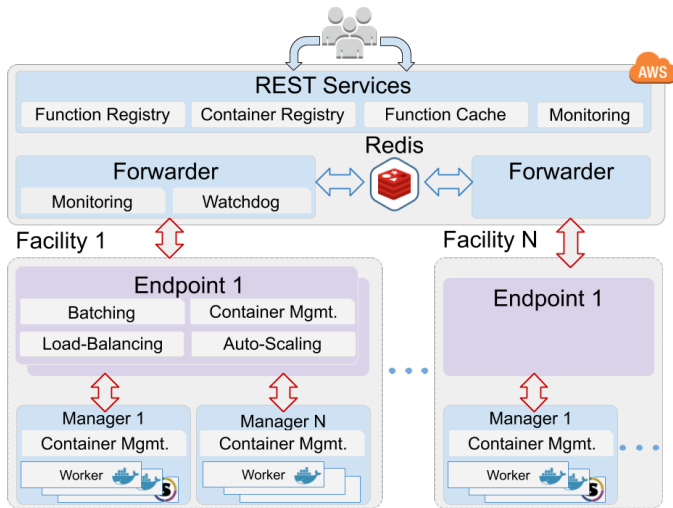 AWS
REST Services
Function Registry
Container Registry
Function Cache
Monitoring
Redis
Forwarder
Monitoring
Watchdog
Forwarder
Facility 1
Facility N
Endpoint 1
Batching
Container Mgmt.
Load-Balancing
Auto-Scaling
Endpoint 1
Manager 1
Container Mgmt.
Worker
S
Manager N
Container Mgmt.
Worker
Manager 1
Container Mgmt.
Worker
S